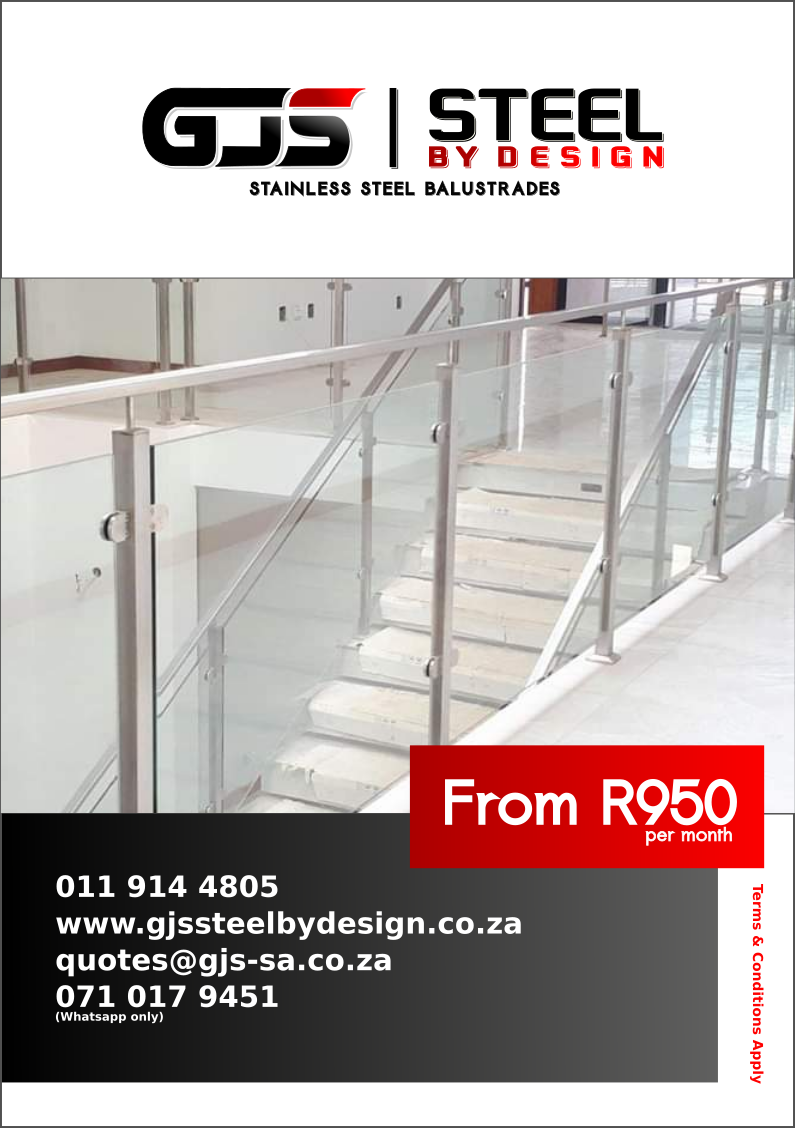 GJS | STEEL
BY DESIGN
STAINLESS STEEL BALUSTRADES
From R950
per month
011 914 4805
www.gjssteelbydesign.co.za
quotes@gjs-sa.co.za
071 017 9451
(Whatsapp only)
Terms & Conditions Apply